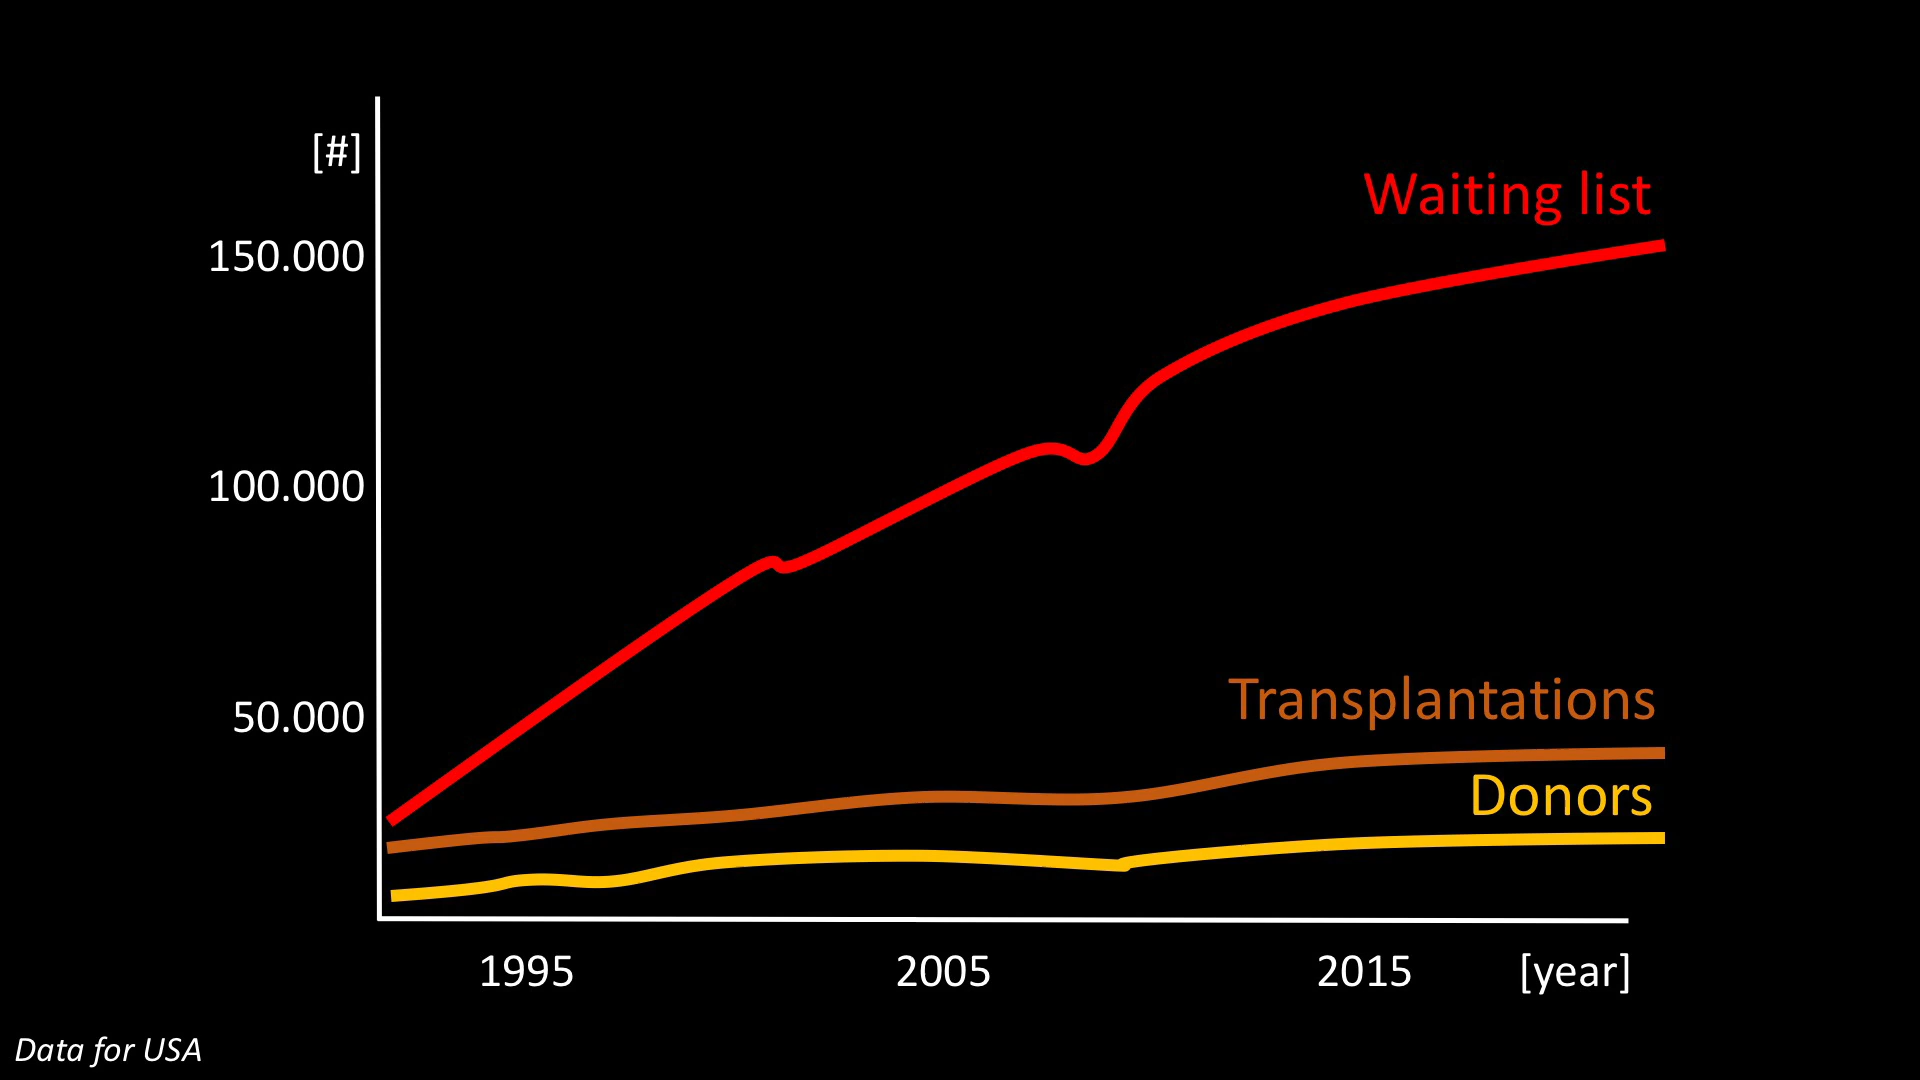 [#]
Waiting list
150.000
100.000
50.000
Transplantations
Donors
1995 2005 2015 [year]
Data for USA